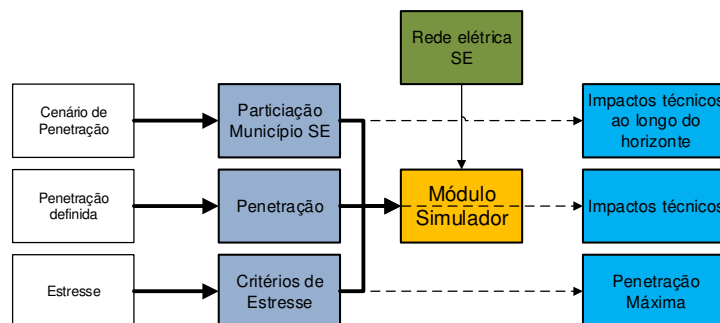 Rede elétrica
SE
Cenário de
Penetração
Particiação
Município SE
Impactos técnicos
ao longo do
horizonte
Penetração
definida
Penetração
Módulo
Simulador
Impactos técnicos
Estresse
Critérios de
Estresse
Penetração
Máxima